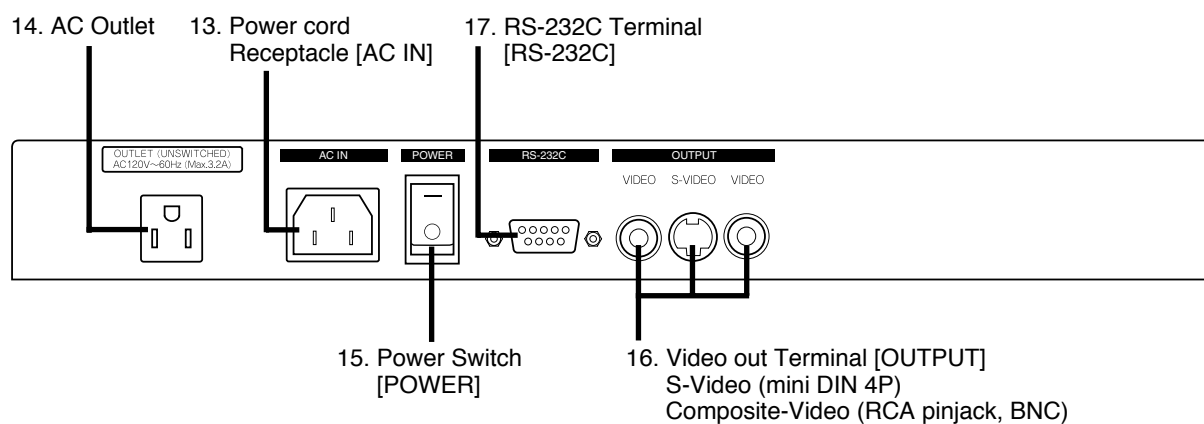 14. AC Outlet
13. Power cord
Receptacle [AC IN]
17. RS-232C Terminal
[RS-232C]
OUTLET (UNSWITCHED)
AC120V～60Hz (Max.3.2A)
AC IN
POWER
RS-232C
OUTPUT
VIDEO S-VIDEO VIDEO
15. Power Switch
[POWER]
16. Video out Terminal [OUTPUT]
S-Video (mini DIN 4P)
Composite-Video (RCA pinjack, BNC)